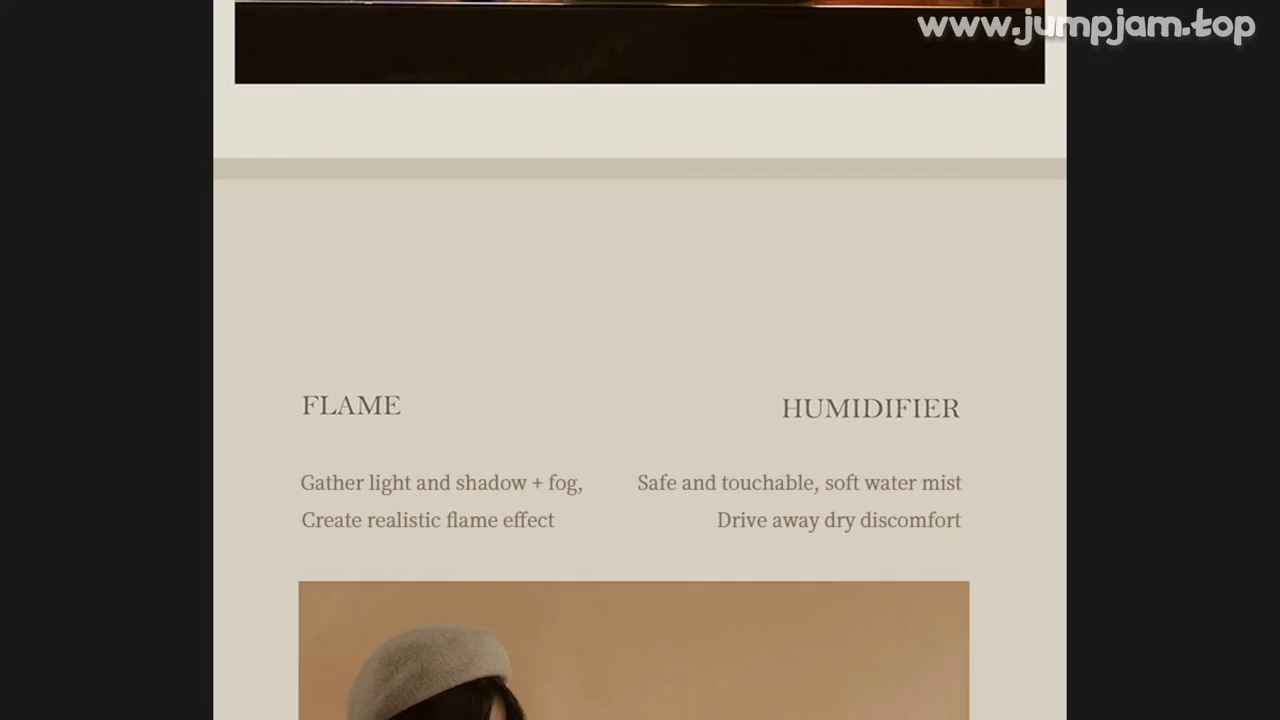 www.jumpjam.top
FLAME
HUMIDIFIER
Gather light and shadow + fog,
Create realistic flame effect
Safe and touchable, soft water mist
Drive away dry discomfort